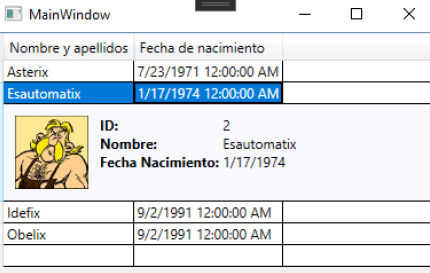 MainWindow
Nombre y apellidos Fecha de nacimiento
Asterix 7/23/1971 12:00:00 AM
Esautomatix 1/17/1974 12:00:00 AM
ID: 2
Nombre: Esautomatix
Fecha Nacimiento: 1/17/1974
Idefix 9/2/1991 12:00:00 AM
Obelix 9/2/1991 12:00:00 AM